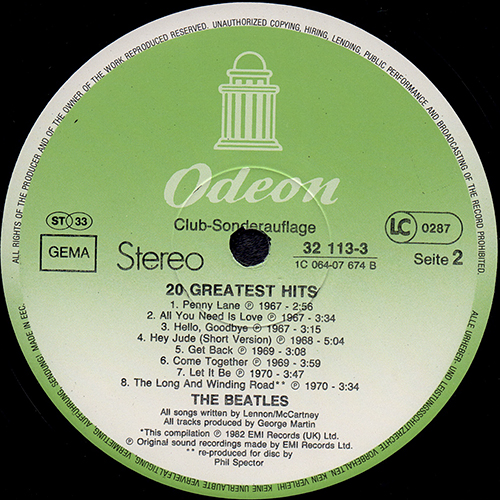 ALL RIGHTS OF THE PRODUCER AND OF THE OWNER OF THE WORK REPRODUCED RESERVED. UNAUTHORIZED COPYING, HIRING, LENDING, PUBLIC PERFORMANCE AND BROADCASTING OF THE RECORD PROHIBITED.
Odeon
Club-Sonderauflage
ST 33
GEMA
Stereo
32 113-3
1C 064-07 674 B
LC 0287
Seite 2
20 GREATEST HITS
1. Penny Lane ℗ 1967 - 2:56
2. All You Need Is Love ℗ 1967 - 3:34
3. Hello, Goodbye ℗ 1967 - 3:15
4. Hey Jude (Short Version) ℗ 1968 - 5:04
5. Get Back ℗ 1969 - 3:08
6. Come Together ℗ 1969 - 3:59
7. Let It Be ℗ 1970 - 3:47
8. The Long And Winding Road** ℗ 1970 - 3:34
THE BEATLES
All songs written by Lennon/McCartney
All tracks produced by George Martin
*This compilation ℗ 1982 EMI Records (UK) Ltd.
℗ Original sound recordings made by EMI Records Ltd.
** re-produced for disc by
Phil Spector
ALLE URHEBER- UND LEISTUNGSSCHUTZRECHTE VORBEHALTEN. KEIN VERLEIH! KEINE UNERLAUBTE VERVIELFÄLTIGUNG, VERMIETUNG, AUFFÜHRUNG, SENDUNG! MADE IN EEC.